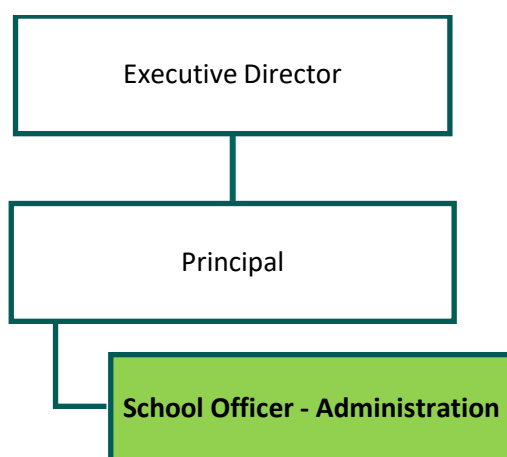 Executive Director
Principal
School Officer - Administration